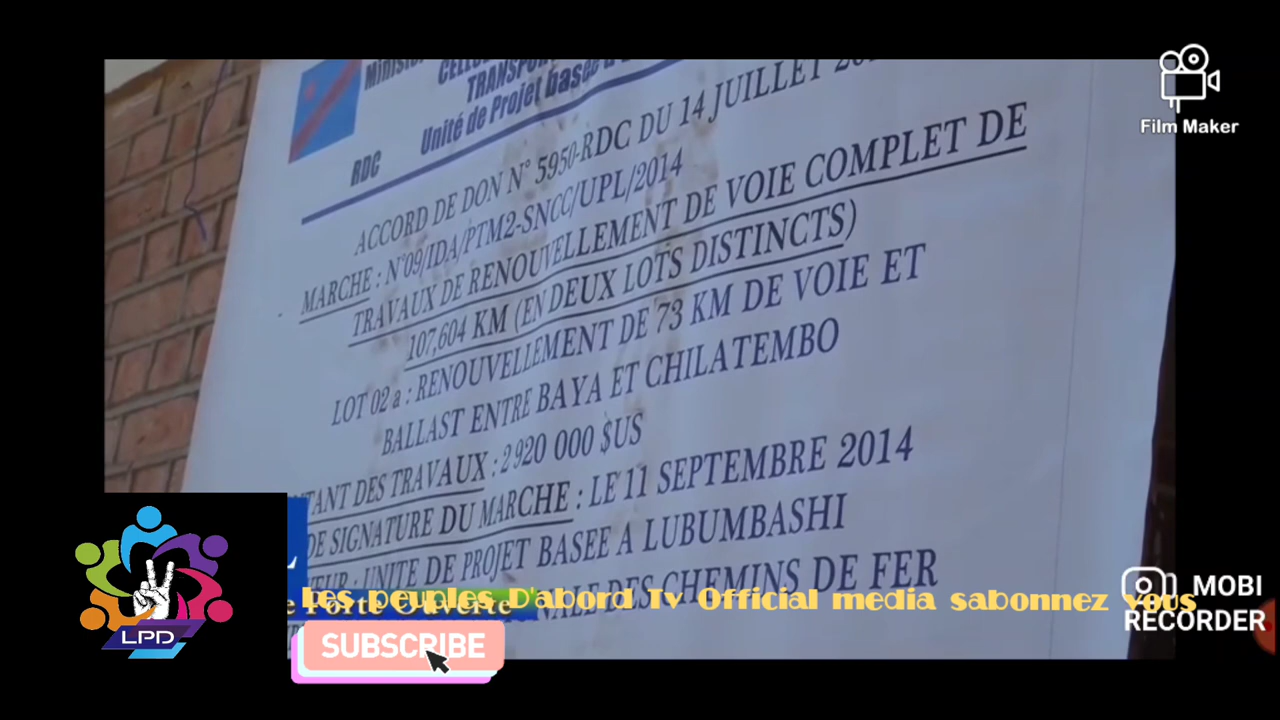 TRANSPOR
Unité de Projet basée à
RDC
ACCORD DE DON N° 5950-RDC DU 14 JUILLET
MARCHE : N°09/IDA/PTM2-SNCC/UPL/2014
TRAVAUX DE RENOUVELLEMENT DE VOIE COMPLET DE
107,604 KM (EN DEUX LOTS DISTINCTS)
LOT 02 a : RENOUVELLEMENT DE 73 KM DE VOIE ET
BALLAST ENTRE BAYA ET CHILATEMBO
TANT DES TRAVAUX : 2 920 000 $US
DE SIGNATURE DU MARCHE : LE 11 SEPTEMBRE 2014
TEUR : UNITE DE PROJET BASEE A LUBUMBASHI
NALE DES CHEMINS DE FER
Film Maker
Les peuples D'abord Tv Official media sabonnez vous
e Porte Ouverte
LPD
SUBSCRIBE
MOBI
RECORDER